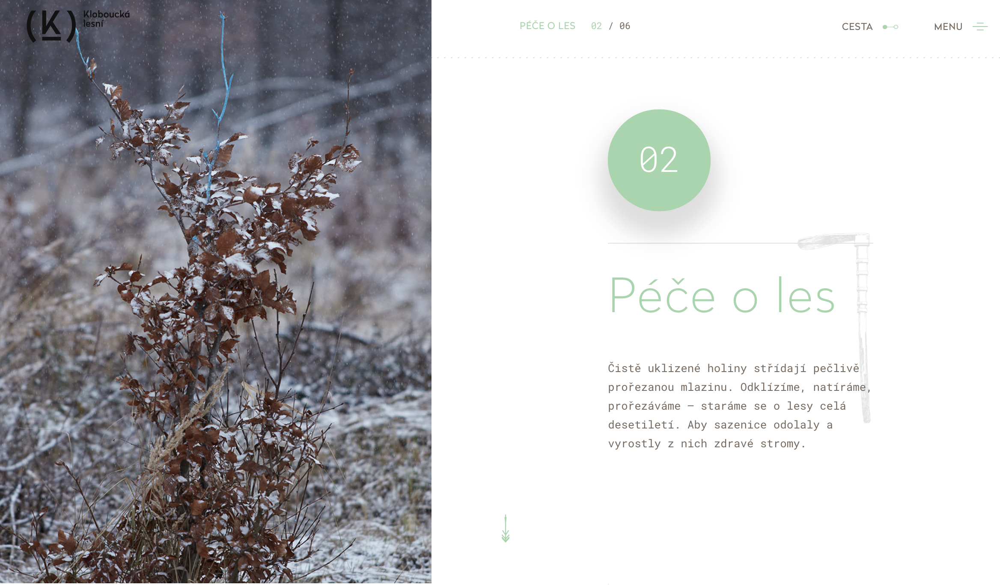 (K) Kloboucká
lesní
PÉČE O LES 02 / 06
CESTA
MENU
02
Péče o les
Čistě uklizené holiny střídají pečlivě
prořezanou mlazinu. Odklízíme, natíráme,
prořezáváme – staráme se o lesy celá
desetiletí. Aby sazenice odolaly a
vyrostly z nich zdravé stromy.